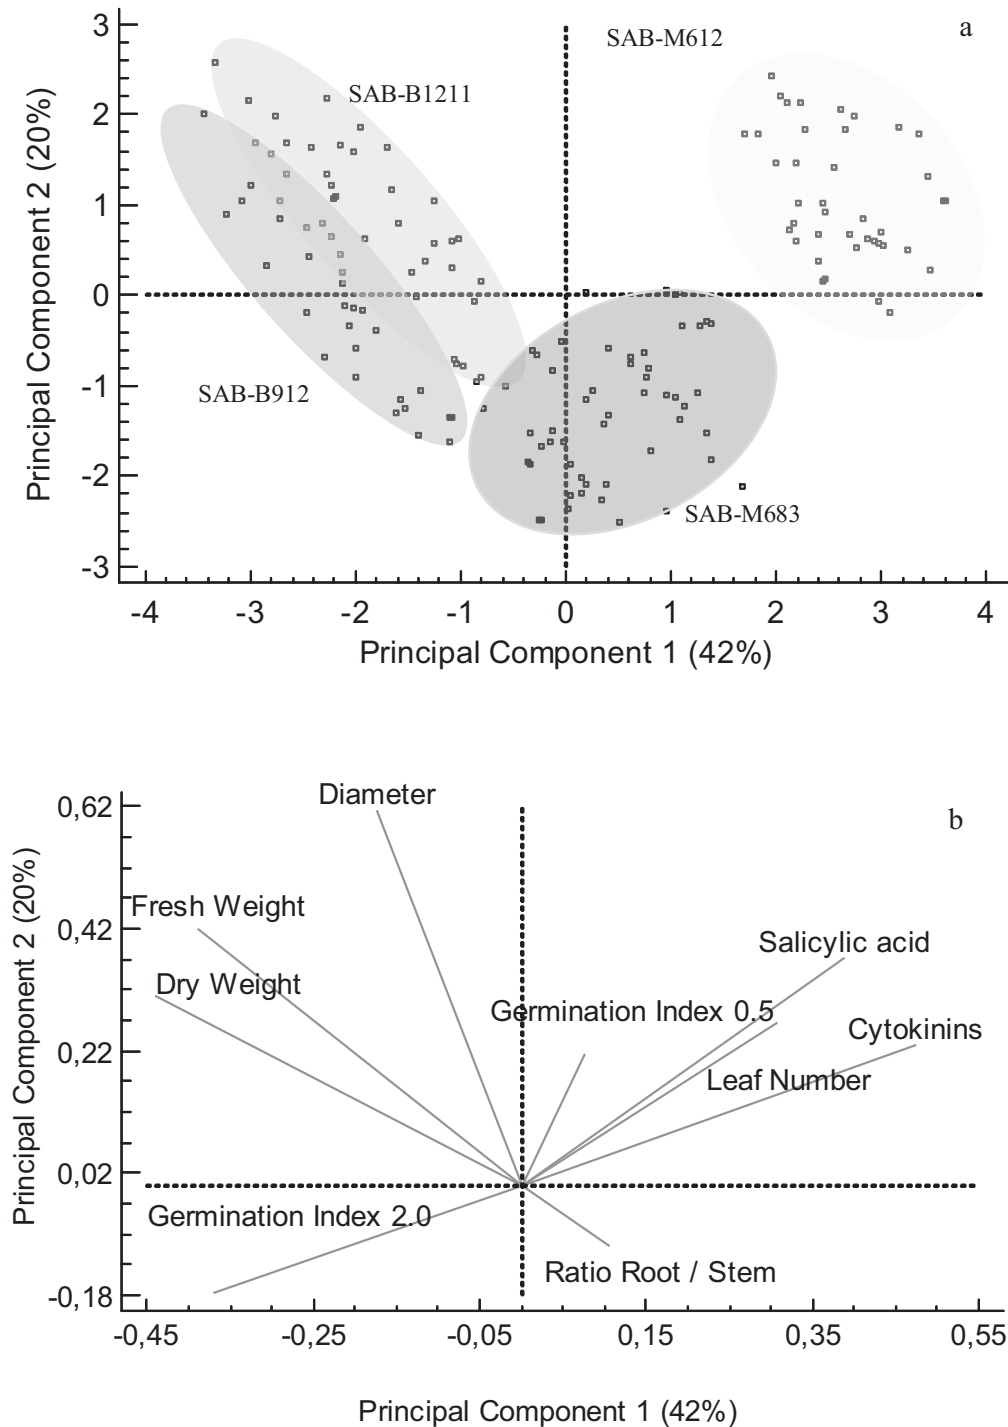 a
SAB-M612
SAB-B1211
SAB-B912
SAB-M683
Principal Component 2 (20%)
3
2
1
0
-1
-2
-3
-4 -3 -2 -1 0 1 2 3 4
Principal Component 1 (42%)
b
Diameter
Fresh Weight
Dry Weight
Salicylic acid
Germination Index 0.5
Cytokinins
Leaf Number
Germination Index 2.0
Ratio Root / Stem
Principal Component 2 (20%)
0,62
0,42
0,22
0,02
-0,18
-0,45 -0,25 -0,05 0,15 0,35 0,55
Principal Component 1 (42%)